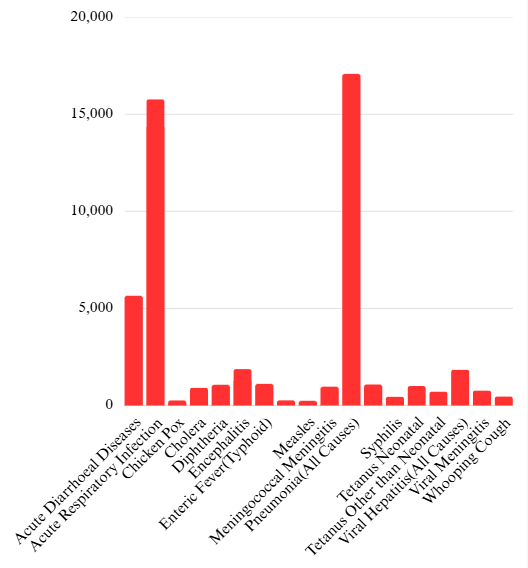 20,000
15,000
10,000
5,000
0
Acute Diarrhoeal Diseases
Acute Respiratory Infection
Chicken Pox
Cholera
Diphtheria
Encephalitis
Enteric Fever(Typhoid)
Measles
Meningococcal Meningitis
Pneumonia(All Causes)
Syphilis
Tetanus Neonatal
Tetanus Other than Neonatal
Viral Hepatitis(All Causes)
Viral Meningitis
Whooping Cough